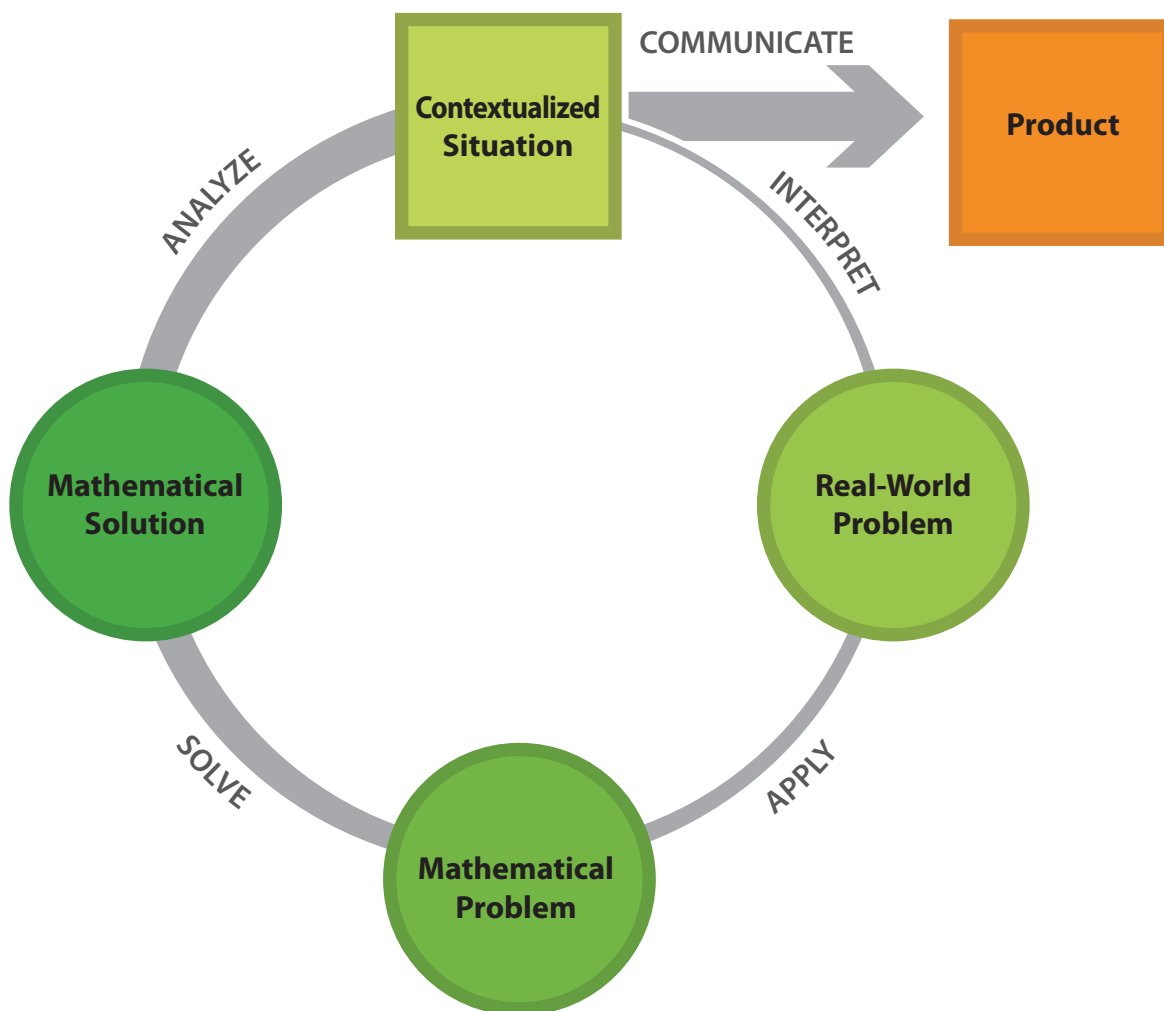 COMMUNICATE
Contextualized
Situation
Product
ANALYZE
INTERPRET
Mathematical
Solution
Real-World
Problem
SOLVE
APPLY
Mathematical
Problem